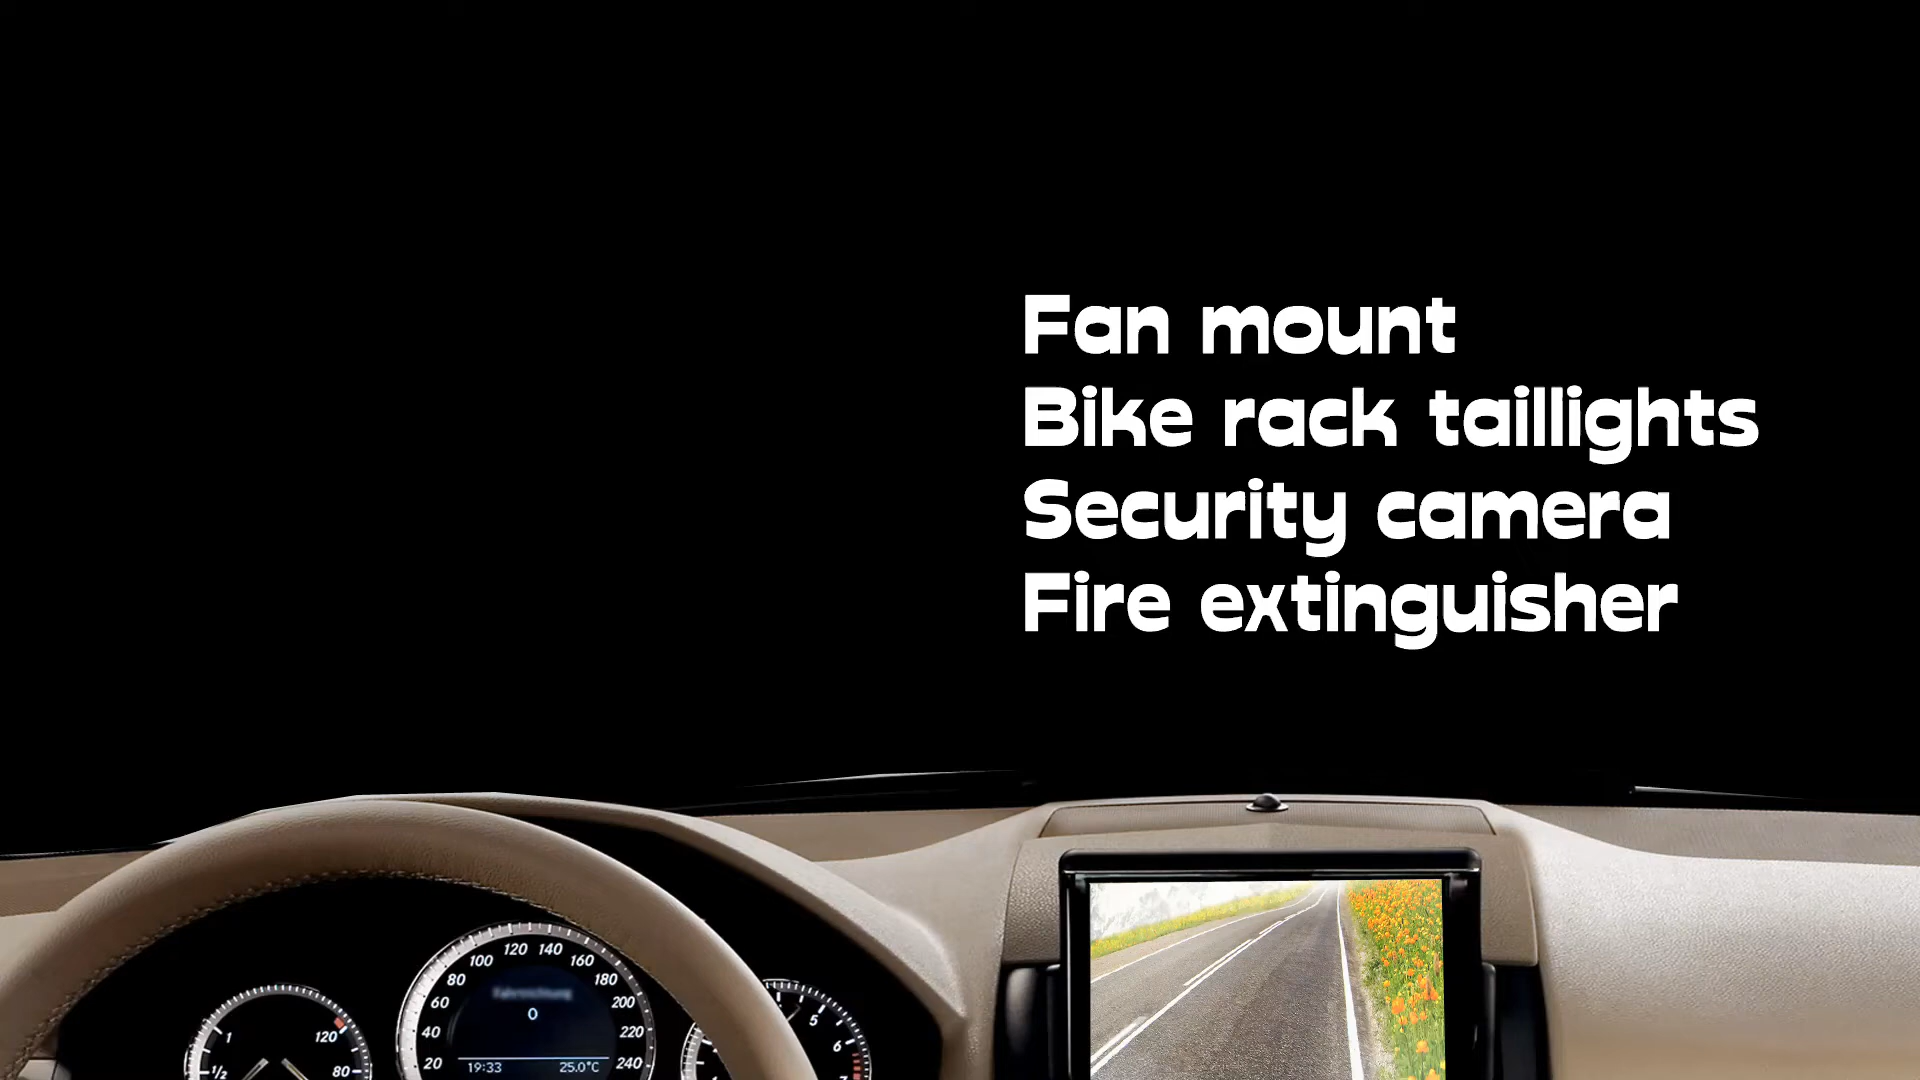 Fan mount
Bike rack taillights
Security camera
Fire extinguisher
120 140
100 160
80 180
60 200
40 220
20 240
0
19:33 25.0°C
1 120
1/2 80
5
6
7